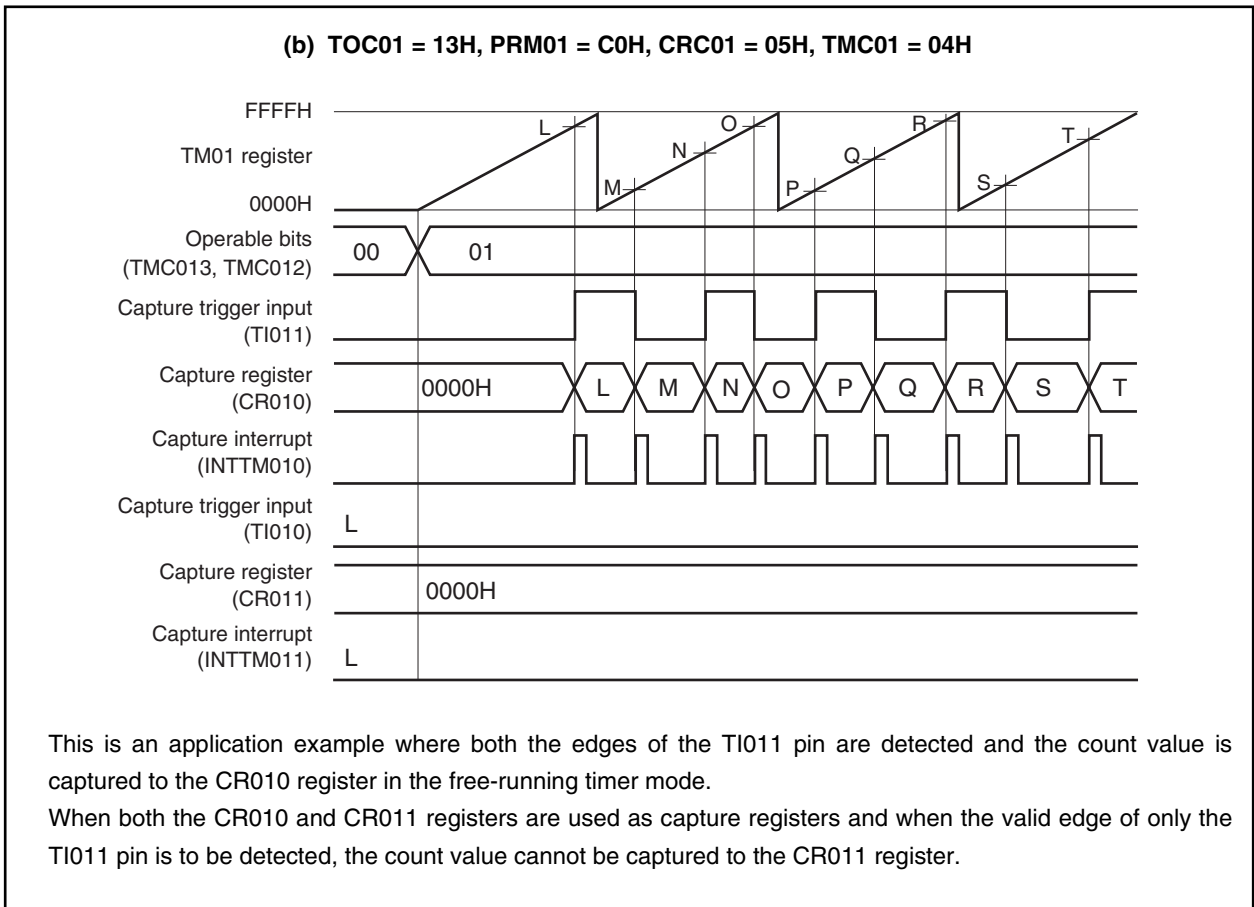 (b) TOC01 = 13H, PRM01 = C0H, CRC01 = 05H, TMC01 = 04H
FFFFH
TM01 register
0000H
L
M
N
O
P
Q
R
S
T
Operable bits
(TMC013, TMC012)
00
01
Capture trigger input
(TI011)
Capture register
(CR010)
0000H
L
M
N
O
P
Q
R
S
T
Capture interrupt
(INTTM010)
Capture trigger input
(TI010)
L
Capture register
(CR011)
0000H
Capture interrupt
(INTTM011)
L
This is an application example where both the edges of the TI011 pin are detected and the count value is
captured to the CR010 register in the free-running timer mode.
When both the CR010 and CR011 registers are used as capture registers and when the valid edge of only the
TI011 pin is to be detected, the count value cannot be captured to the CR011 register.